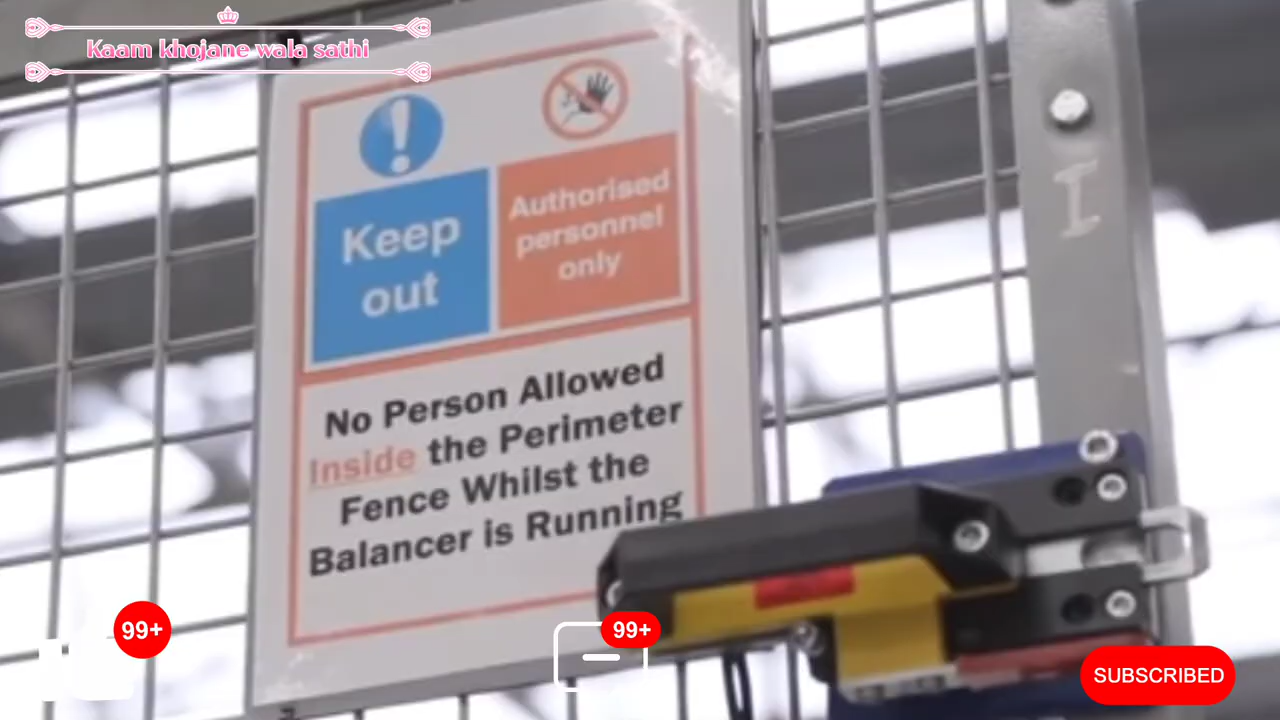 Kaam khojane wala sathi
Keep
out
Authorised
personnel
only
No Person Allowed
Inside the Perimeter
Fence Whilst the
Balancer is Running
99+
99+
SUBSCRIBED